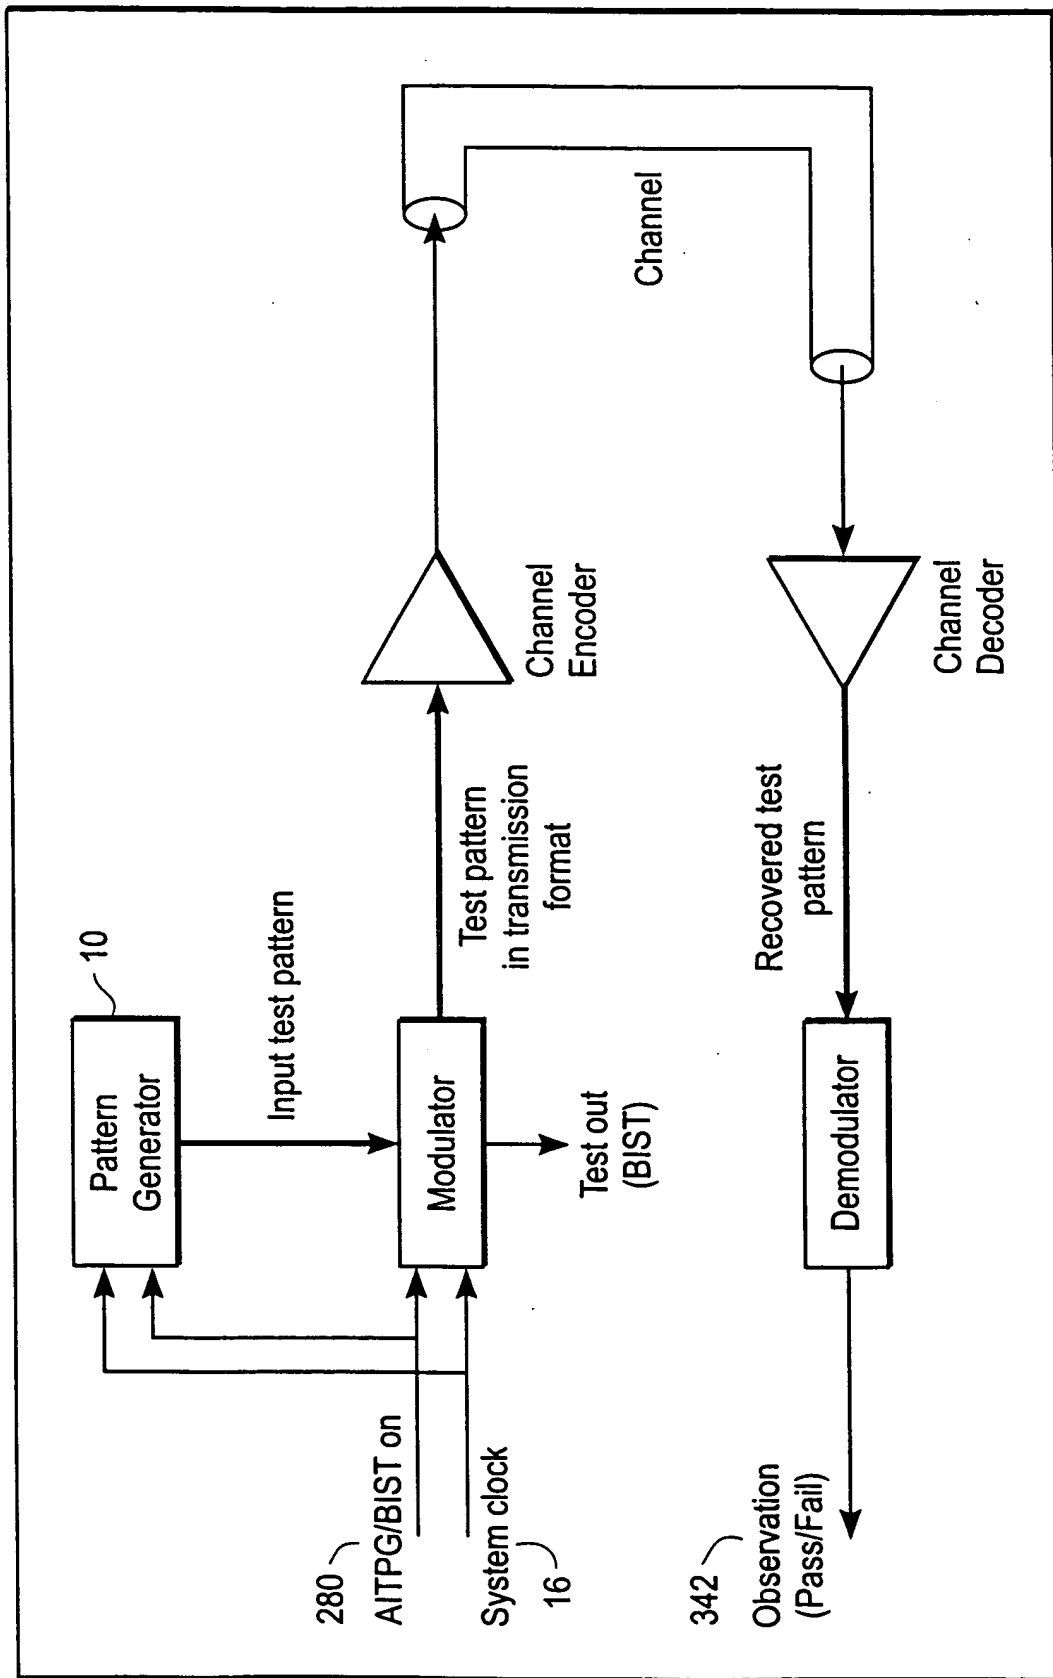 Pattern
Generator
10
Input test pattern
280
AITPG/BIST on
System clock
16
Modulator
Test out
(BIST)
Test pattern
in transmission
format
Channel
Encoder
Channel
Channel
Decoder
Recovered test
pattern
Demodulator
342
Observation
(Pass/Fail)